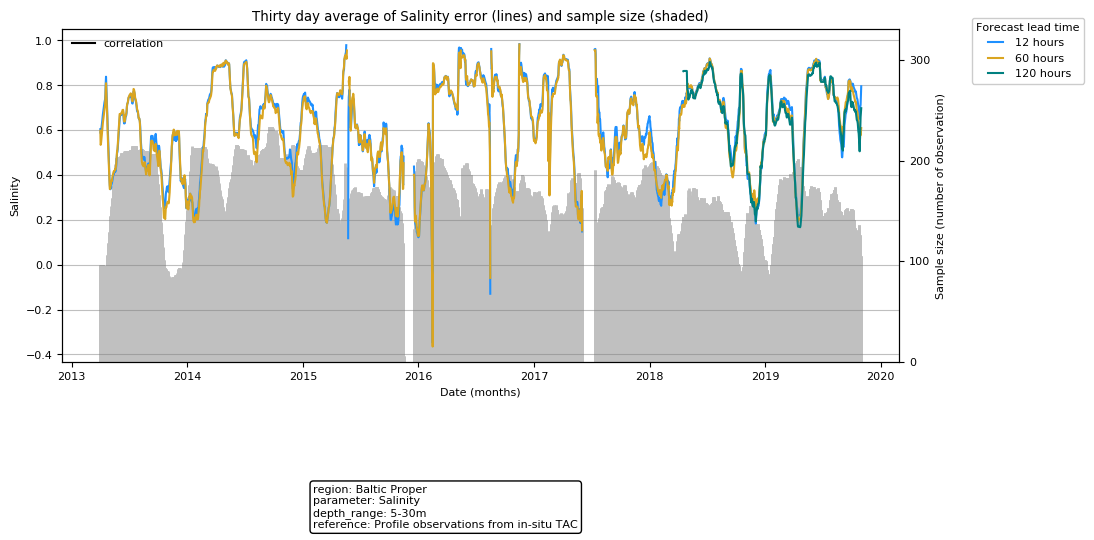 Thirty day average of Salinity error (lines) and sample size (shaded)
Forecast lead time
12 hours
60 hours
120 hours
correlation
1.0
0.8
0.6
0.4
0.2
0.0
−0.2
−0.4
Salinity
300
200
100
0
Sample size (number of observation)
2013 2014 2015 2016 2017 2018 2019 2020
Date (months)
region: Baltic Proper
parameter: Salinity
depth_range: 5-30m
reference: Profile observations from in-situ TAC